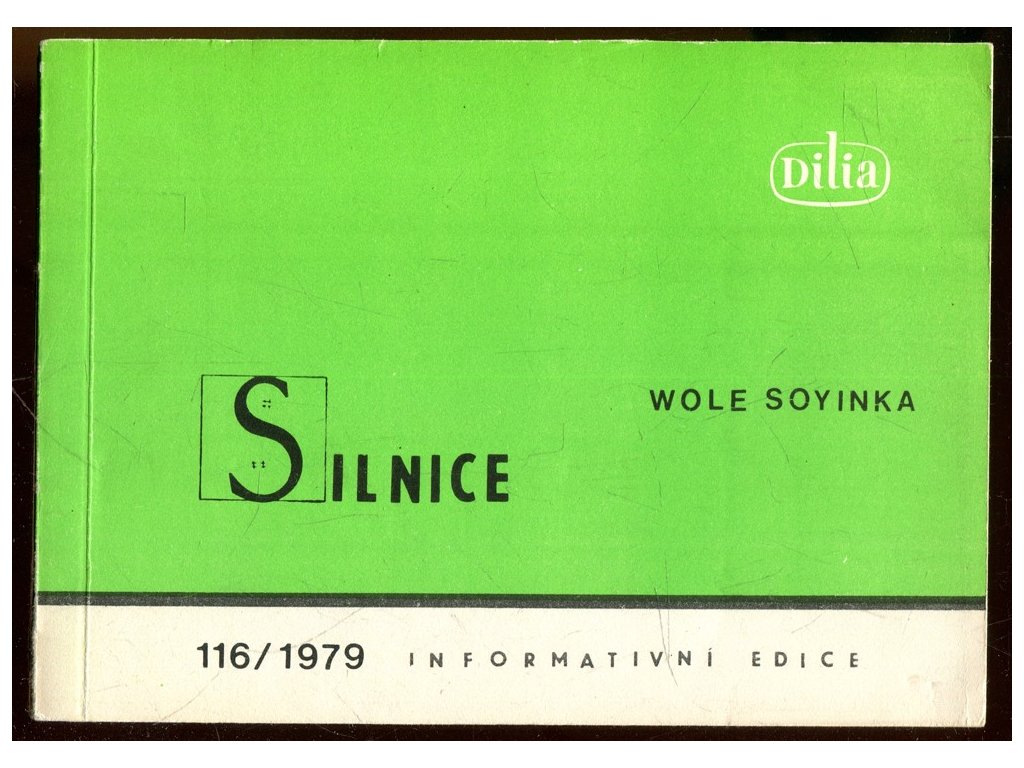 Dilia
WOLE SOYINKA
SILNICE
116/1979 INFORMATIVNÍ EDICE